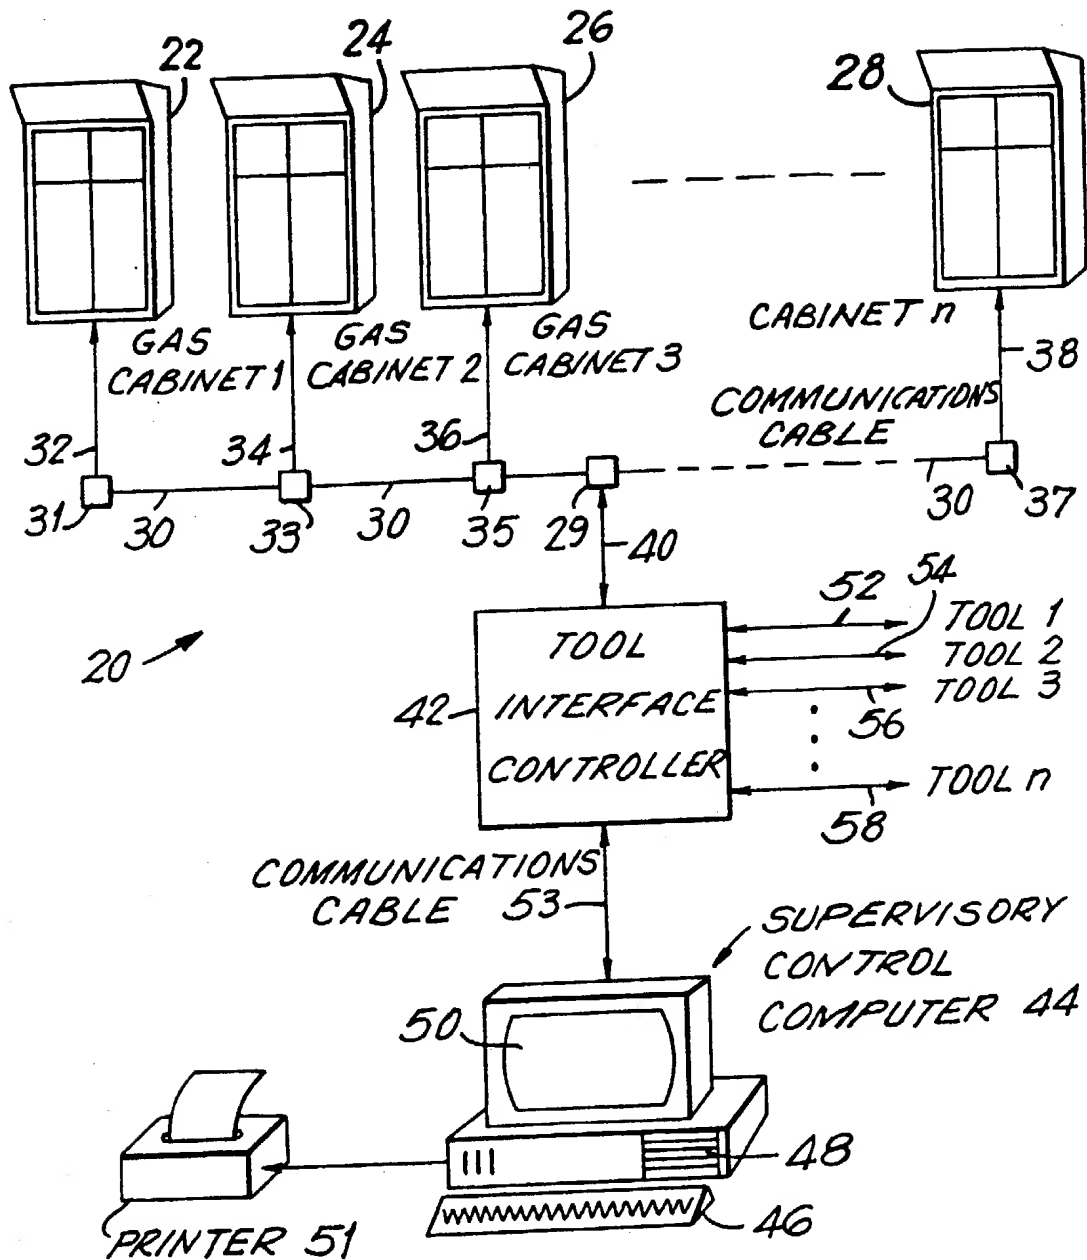 22
24
26
28
GAS
CABINET 1
GAS
CABINET 2
GAS
CABINET 3
CABINET n
38
COMMUNICATIONS
CABLE
32
34
36
31
30
33
30
35
29
30
37
40
20
42
TOOL
INTERFACE
CONTROLLER
52
54
TOOL 1
TOOL 2
TOOL 3
56
TOOL n
58
COMMUNICATIONS
CABLE
53
SUPERVISORY
CONTROL
COMPUTER 44
50
48
46
PRINTER 51